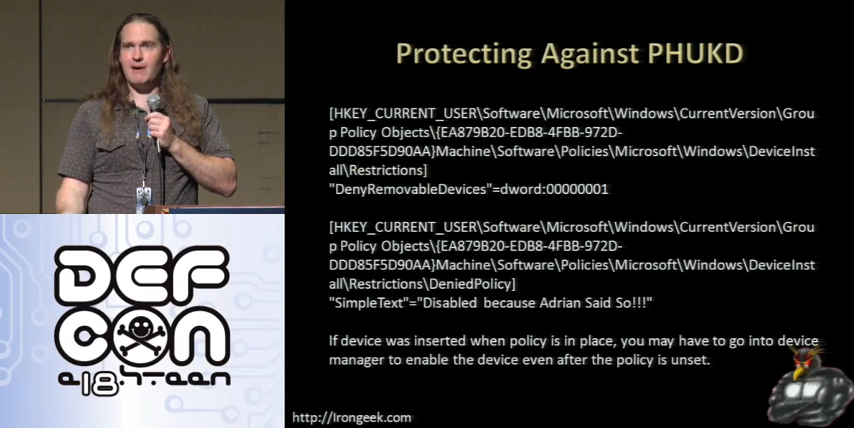 Protecting Against PHUKD
[HKEY_CURRENT_USER\Software\Microsoft\Windows\CurrentVersion\Grou
p Policy Objects\{EA879B20-EDB8-4FBB-972D-
DDD85F5D90AA}Machine\Software\Policies\Microsoft\Windows\DeviceInst
all\Restrictions]
"DenyRemovableDevices"=dword:00000001
[HKEY_CURRENT_USER\Software\Microsoft\Windows\CurrentVersion\Grou
p Policy Objects\{EA879B20-EDB8-4FBB-972D-
DDD85F5D90AA}Machine\Software\Policies\Microsoft\Windows\DeviceInst
all\Restrictions\DeniedPolicy]
"SimpleText"="Disabled because Adrian Said So!!!"
If device was inserted when policy is in place, you may have to go into device
manager to enable the device even after the policy is unset.
http://Irongeek.com
DEF
CON
e18hteen